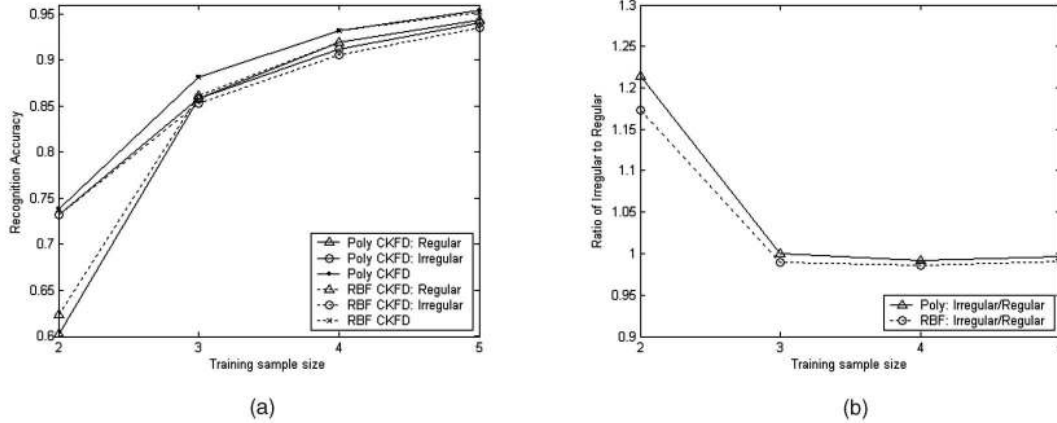 0.95
0.9
0.85
0.8
0.75
0.7
0.65
0.6
Recognition Accuracy
Poly CKFD: Regular
Poly CKFD: Irregular
Poly CKFD
RBF CKFD: Regular
RBF CKFD: Irregular
RBF CKFD
2 3 4 5
Training sample size
(a)
1.3
1.25
1.2
1.15
1.1
1.05
1
0.95
0.9
Ratio of Irregular to Regular
Poly: Irregular/Regular
RBF: Irregular/Regular
2 3 4
Training sample size
(b)